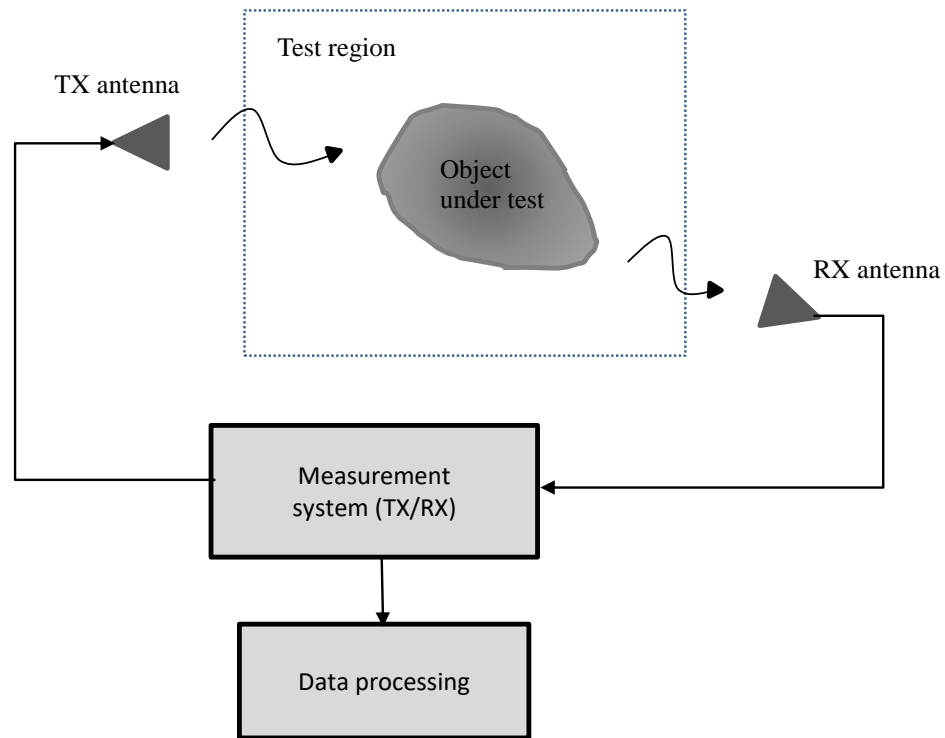 Test region
TX antenna
Object
under test
RX antenna
Measurement
system (TX/RX)
Data processing